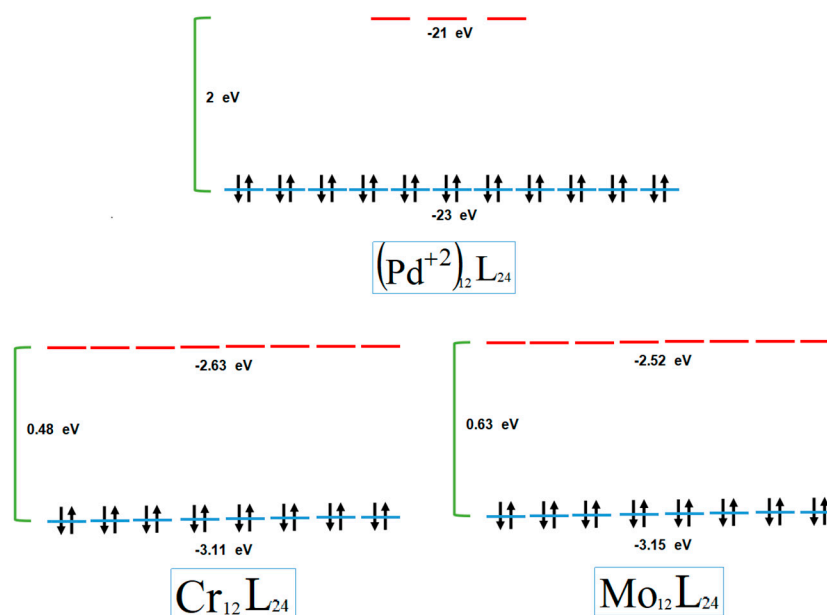 -21 eV
2 eV
-23 eV
(Pd⁺²)₁₂L₂₄
-2.63 eV
0.48 eV
-3.11 eV
Cr₁₂L₂₄
-2.52 eV
0.63 eV
-3.15 eV
Mo₁₂L₂₄